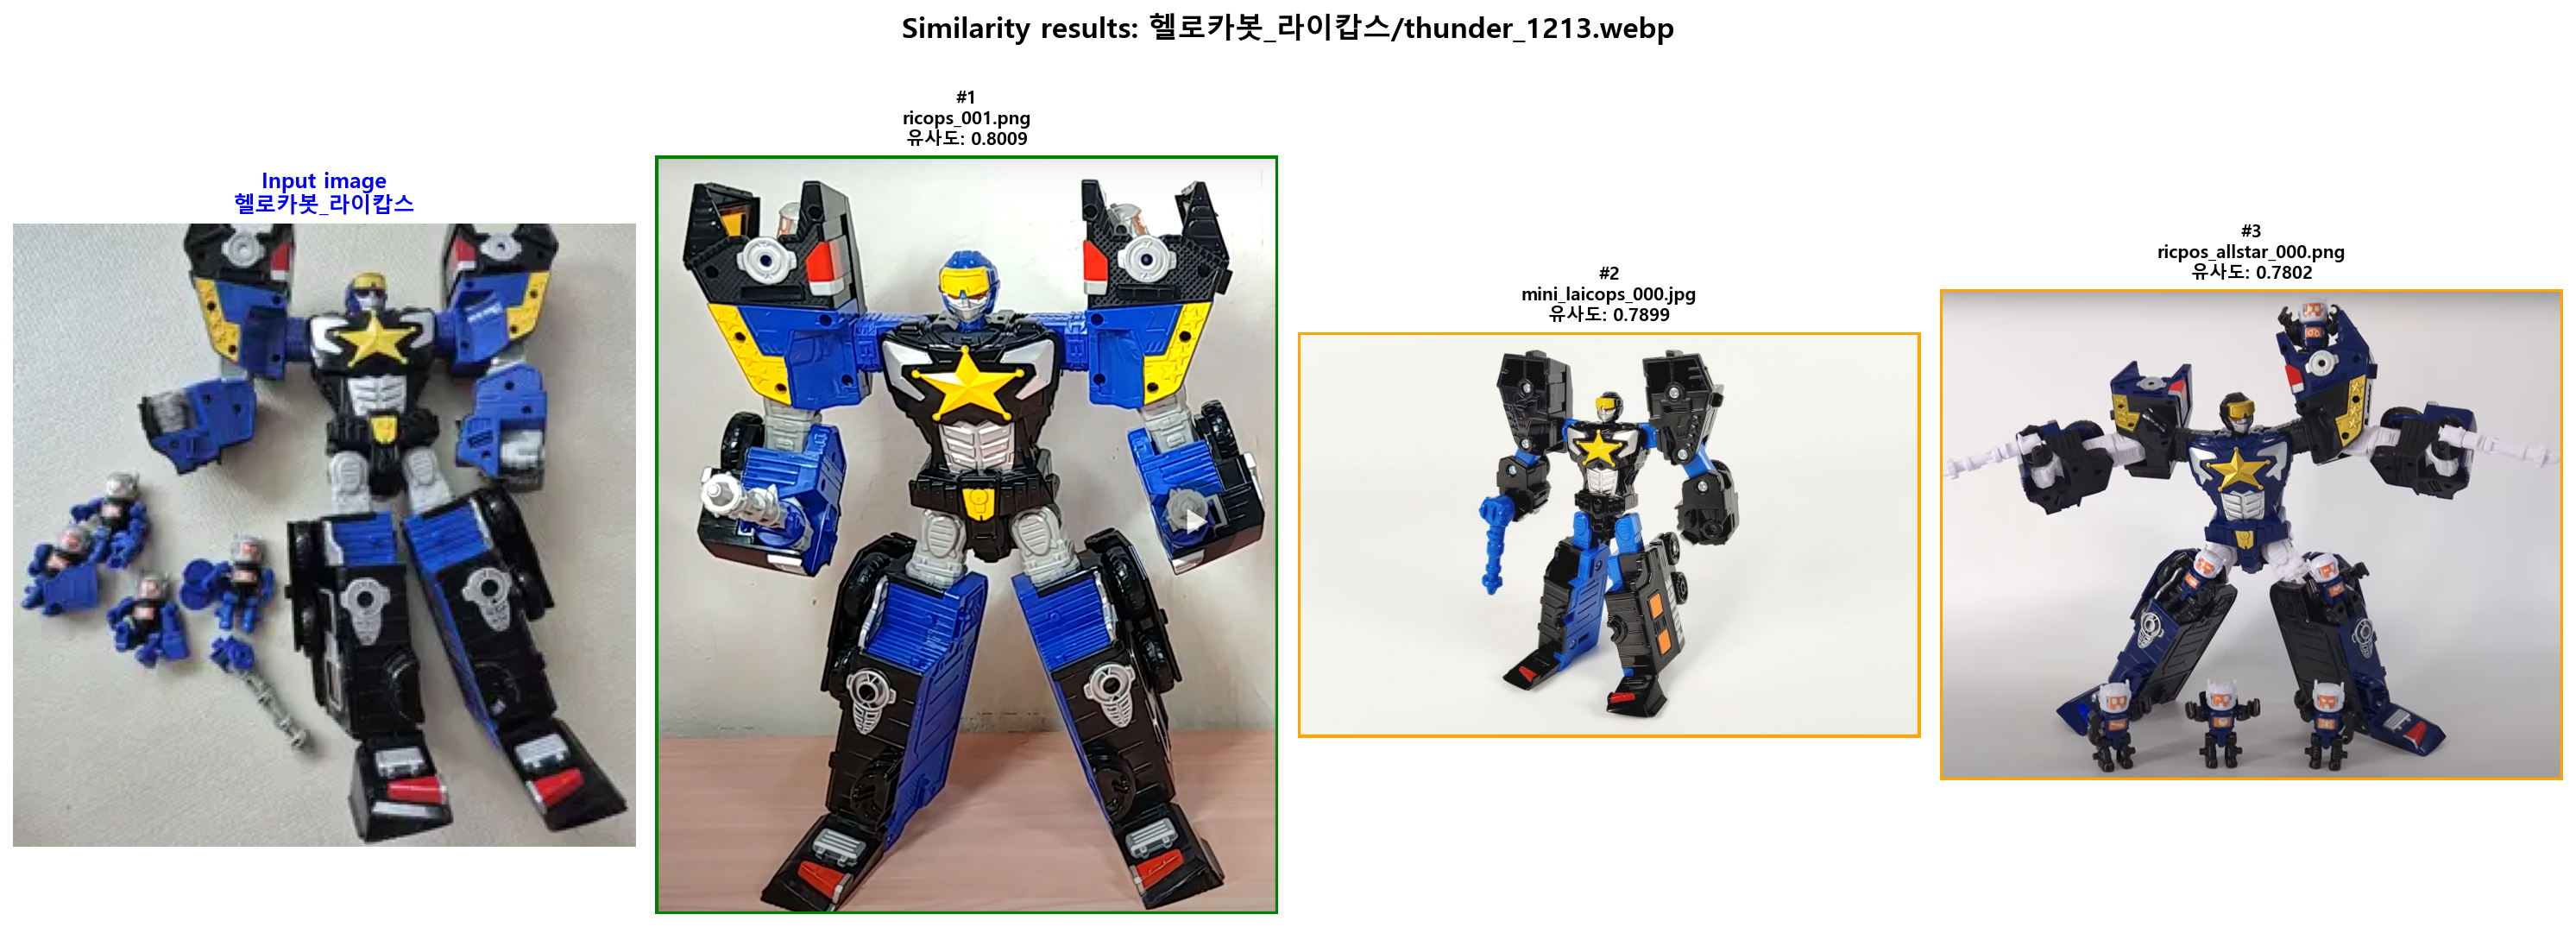 Similarity results: 헬로카봇_라이캅스/thunder_1213.webp
Input image
헬로카봇_라이캅스
#1
ricops_001.png
유사도: 0.8009
#2
mini_laicops_000.jpg
유사도: 0.7899
#3
ricpos_allstar_000.png
유사도: 0.7802